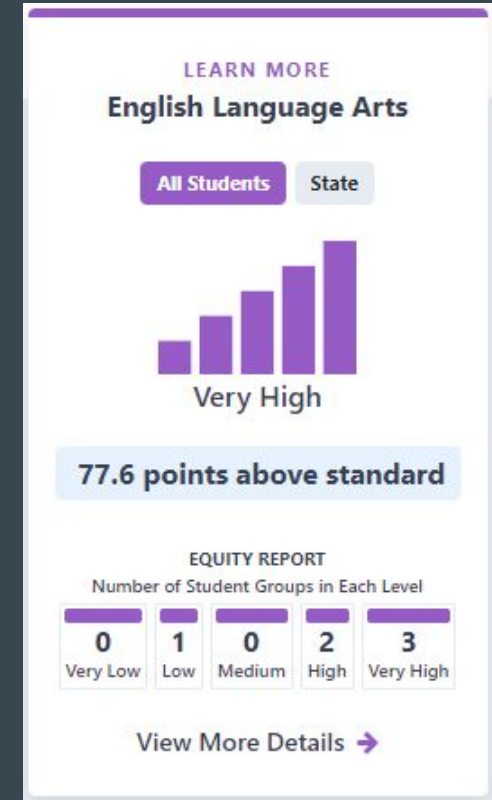 LEARN MORE
English Language Arts
All Students State
Very High
77.6 points above standard
EQUITY REPORT
Number of Student Groups in Each Level
0 1 0 2 3
Very Low Low Medium High Very High
View More Details